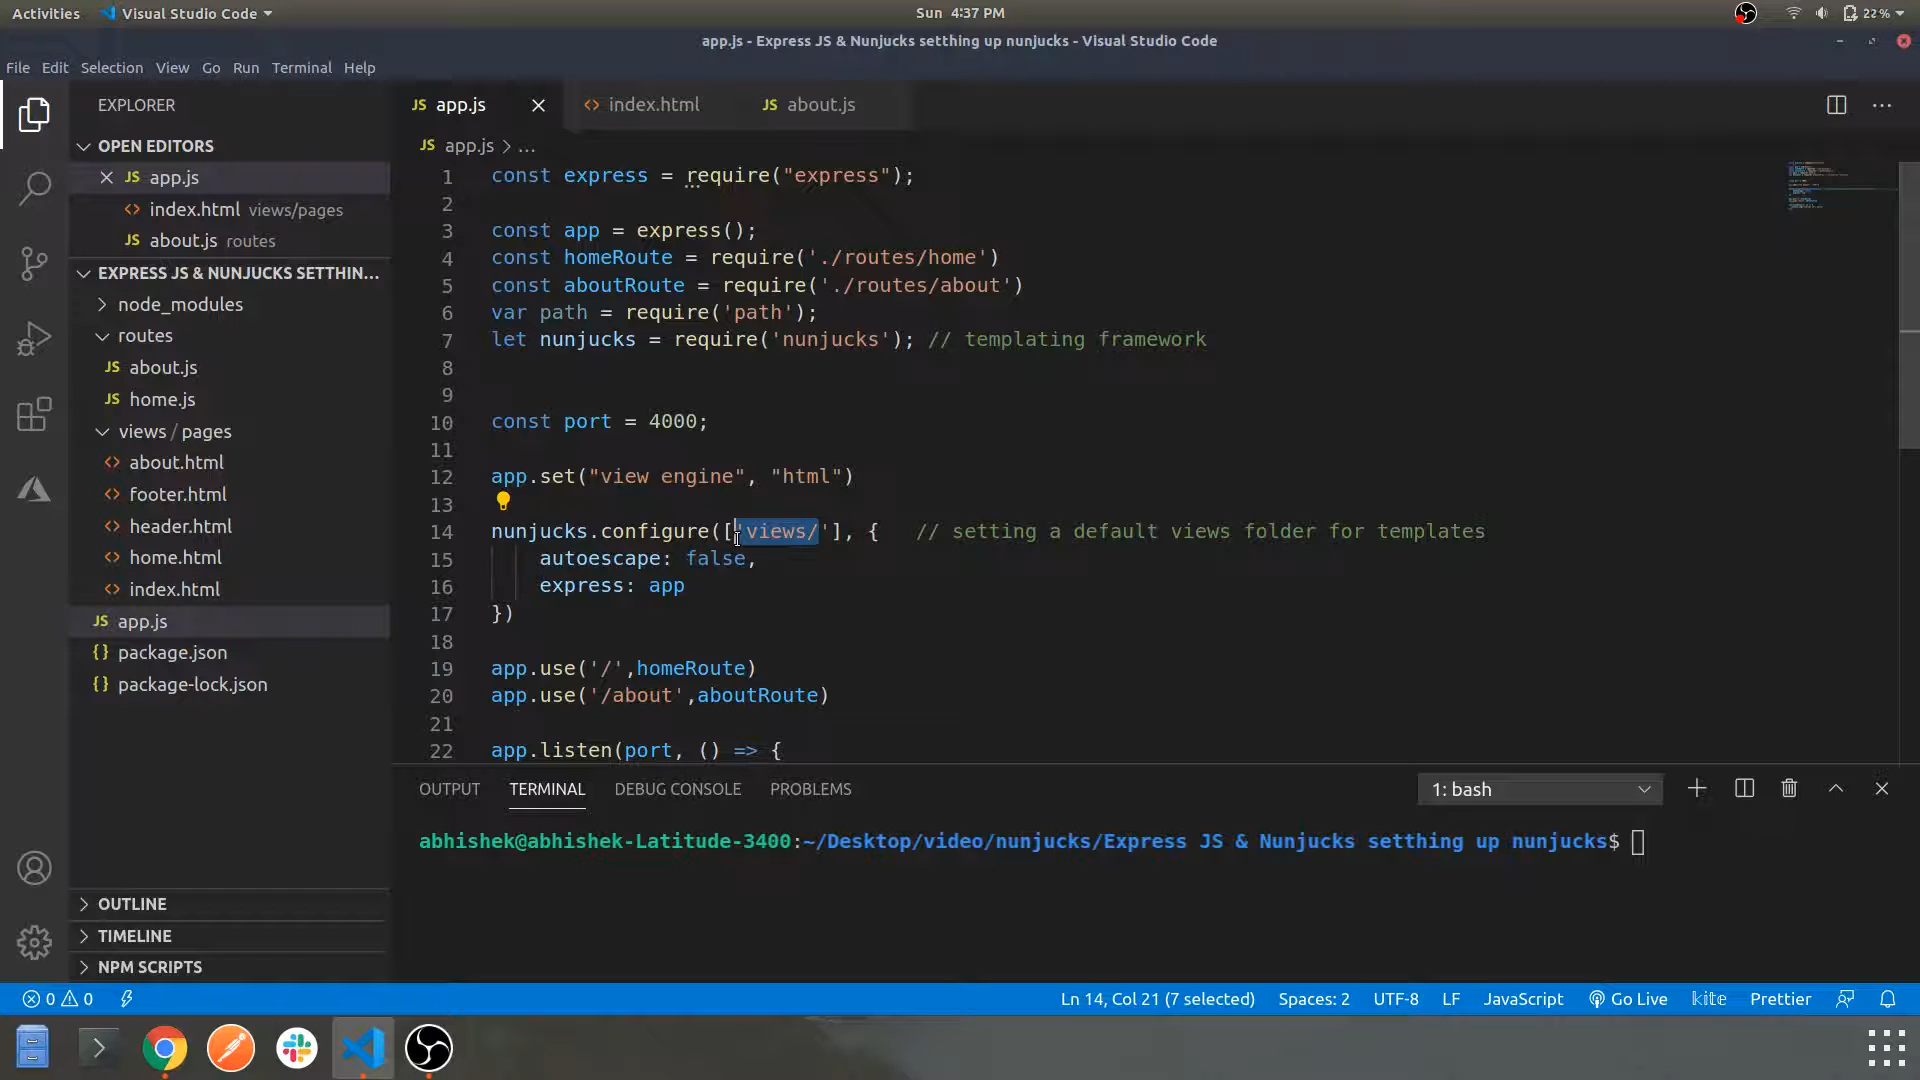 Activities
Visual Studio Code
Sun 4:37 PM
22 %
app.js - Express JS & Nunjucks setthing up nunjucks - Visual Studio Code
File Edit Selection View Go Run Terminal Help
EXPLORER
OPEN EDITORS
JS app.js
<> index.html views/pages
JS about.js routes
EXPRESS JS & NUNJUCKS SETTHIN...
node_modules
routes
JS about.js
JS home.js
views / pages
<> about.html
<> footer.html
<> header.html
<> home.html
<> index.html
JS app.js
{} package.json
{} package-lock.json
OUTLINE
TIMELINE
NPM SCRIPTS
JS app.js
<> index.html
JS about.js
JS app.js > ...
1 const express = require("express");
2
3 const app = express();
4 const homeRoute = require('./routes/home')
5 const aboutRoute = require('./routes/about')
6 var path = require('path');
7 let nunjucks = require('nunjucks'); // templating framework
8
9
10 const port = 4000;
11
12 app.set("view engine", "html")
13
14 nunjucks.configure(['views/'], { // setting a default views folder for templates
15 autoescape: false,
16 express: app
17 })
18
19 app.use('/',homeRoute)
20 app.use('/about',aboutRoute)
21
22 app.listen(port, () => {
OUTPUT TERMINAL DEBUG CONSOLE PROBLEMS
1: bash
abhishek@abhishek-Latitude-3400:~/Desktop/video/nunjucks/Express JS & Nunjucks setthing up nunjucks$
0 0
Ln 14, Col 21 (7 selected) Spaces: 2 UTF-8 LF JavaScript Go Live kite Prettier